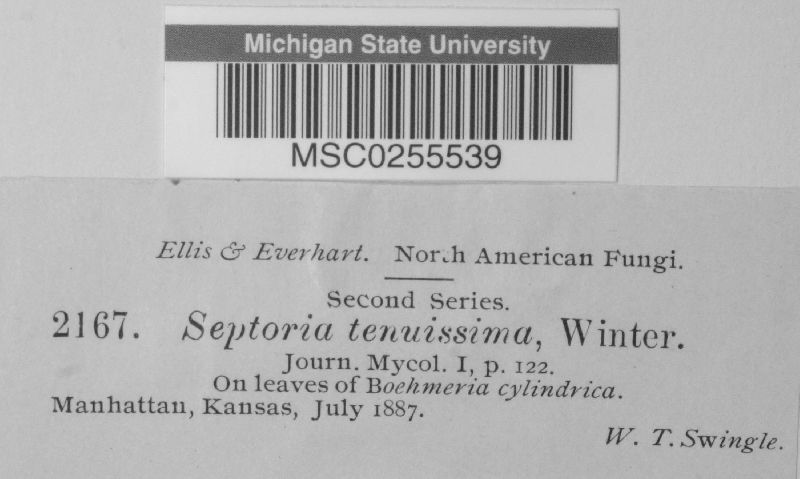 Michigan State University
MSC0255539
Ellis & Everhart. North American Fungi.
Second Series.
2167. Septoria tenuissima, Winter.
Journ. Mycol. I, p. 122.
On leaves of Boehmeria cylindrica.
Manhattan, Kansas, July 1887.
W. T. Swingle.